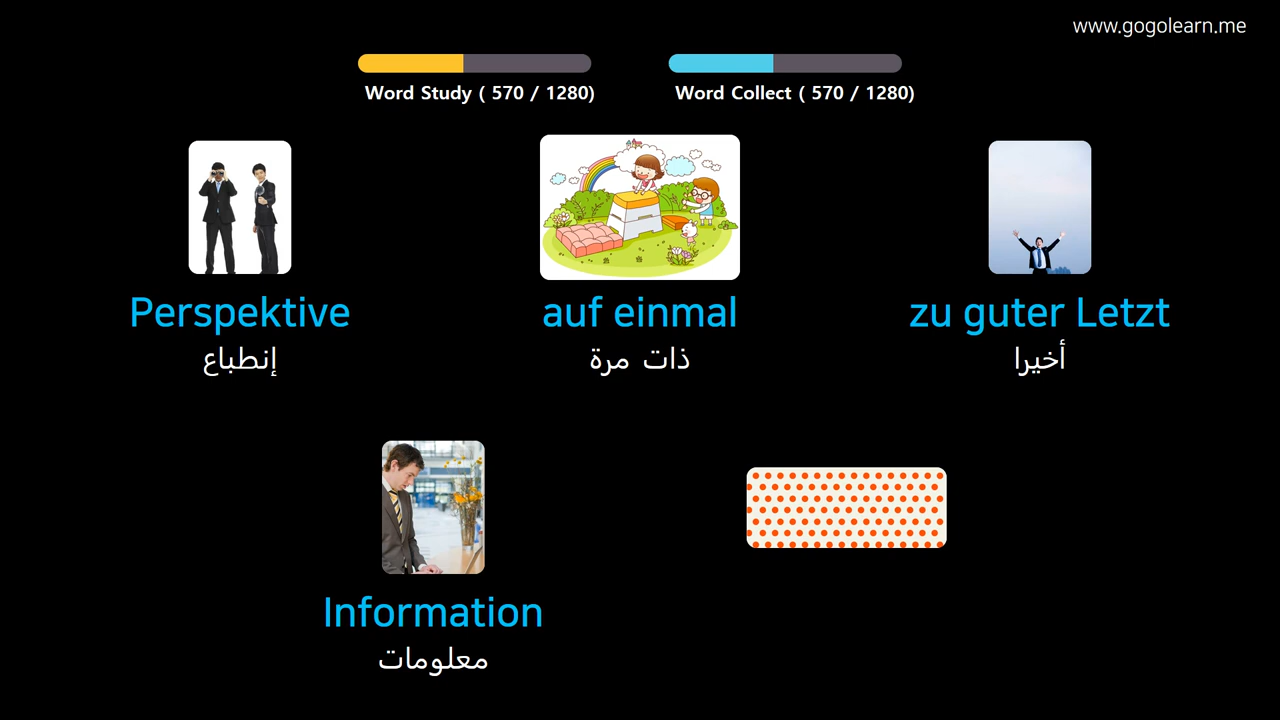 www.gogolearn.me
Word Study ( 570 / 1280)
Word Collect ( 570 / 1280)
Perspektive
إنطباع
auf einmal
ذات مرة
zu guter Letzt
أخيرا
Information
معلومات